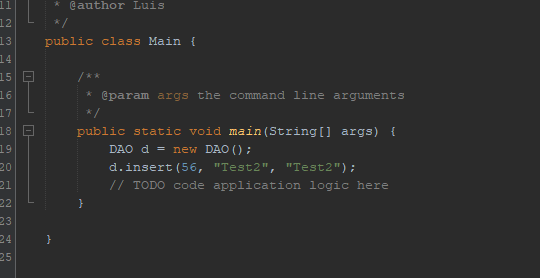 11 * @author Luis
12 */
13 public class Main {
14
15 /**
16 * @param args the command line arguments
17 */
18 public static void main(String[] args) {
19 DAO d = new DAO();
20 d.insert(56, "Test2", "Test2");
21 // TODO code application logic here
22 }
23
24 }
25